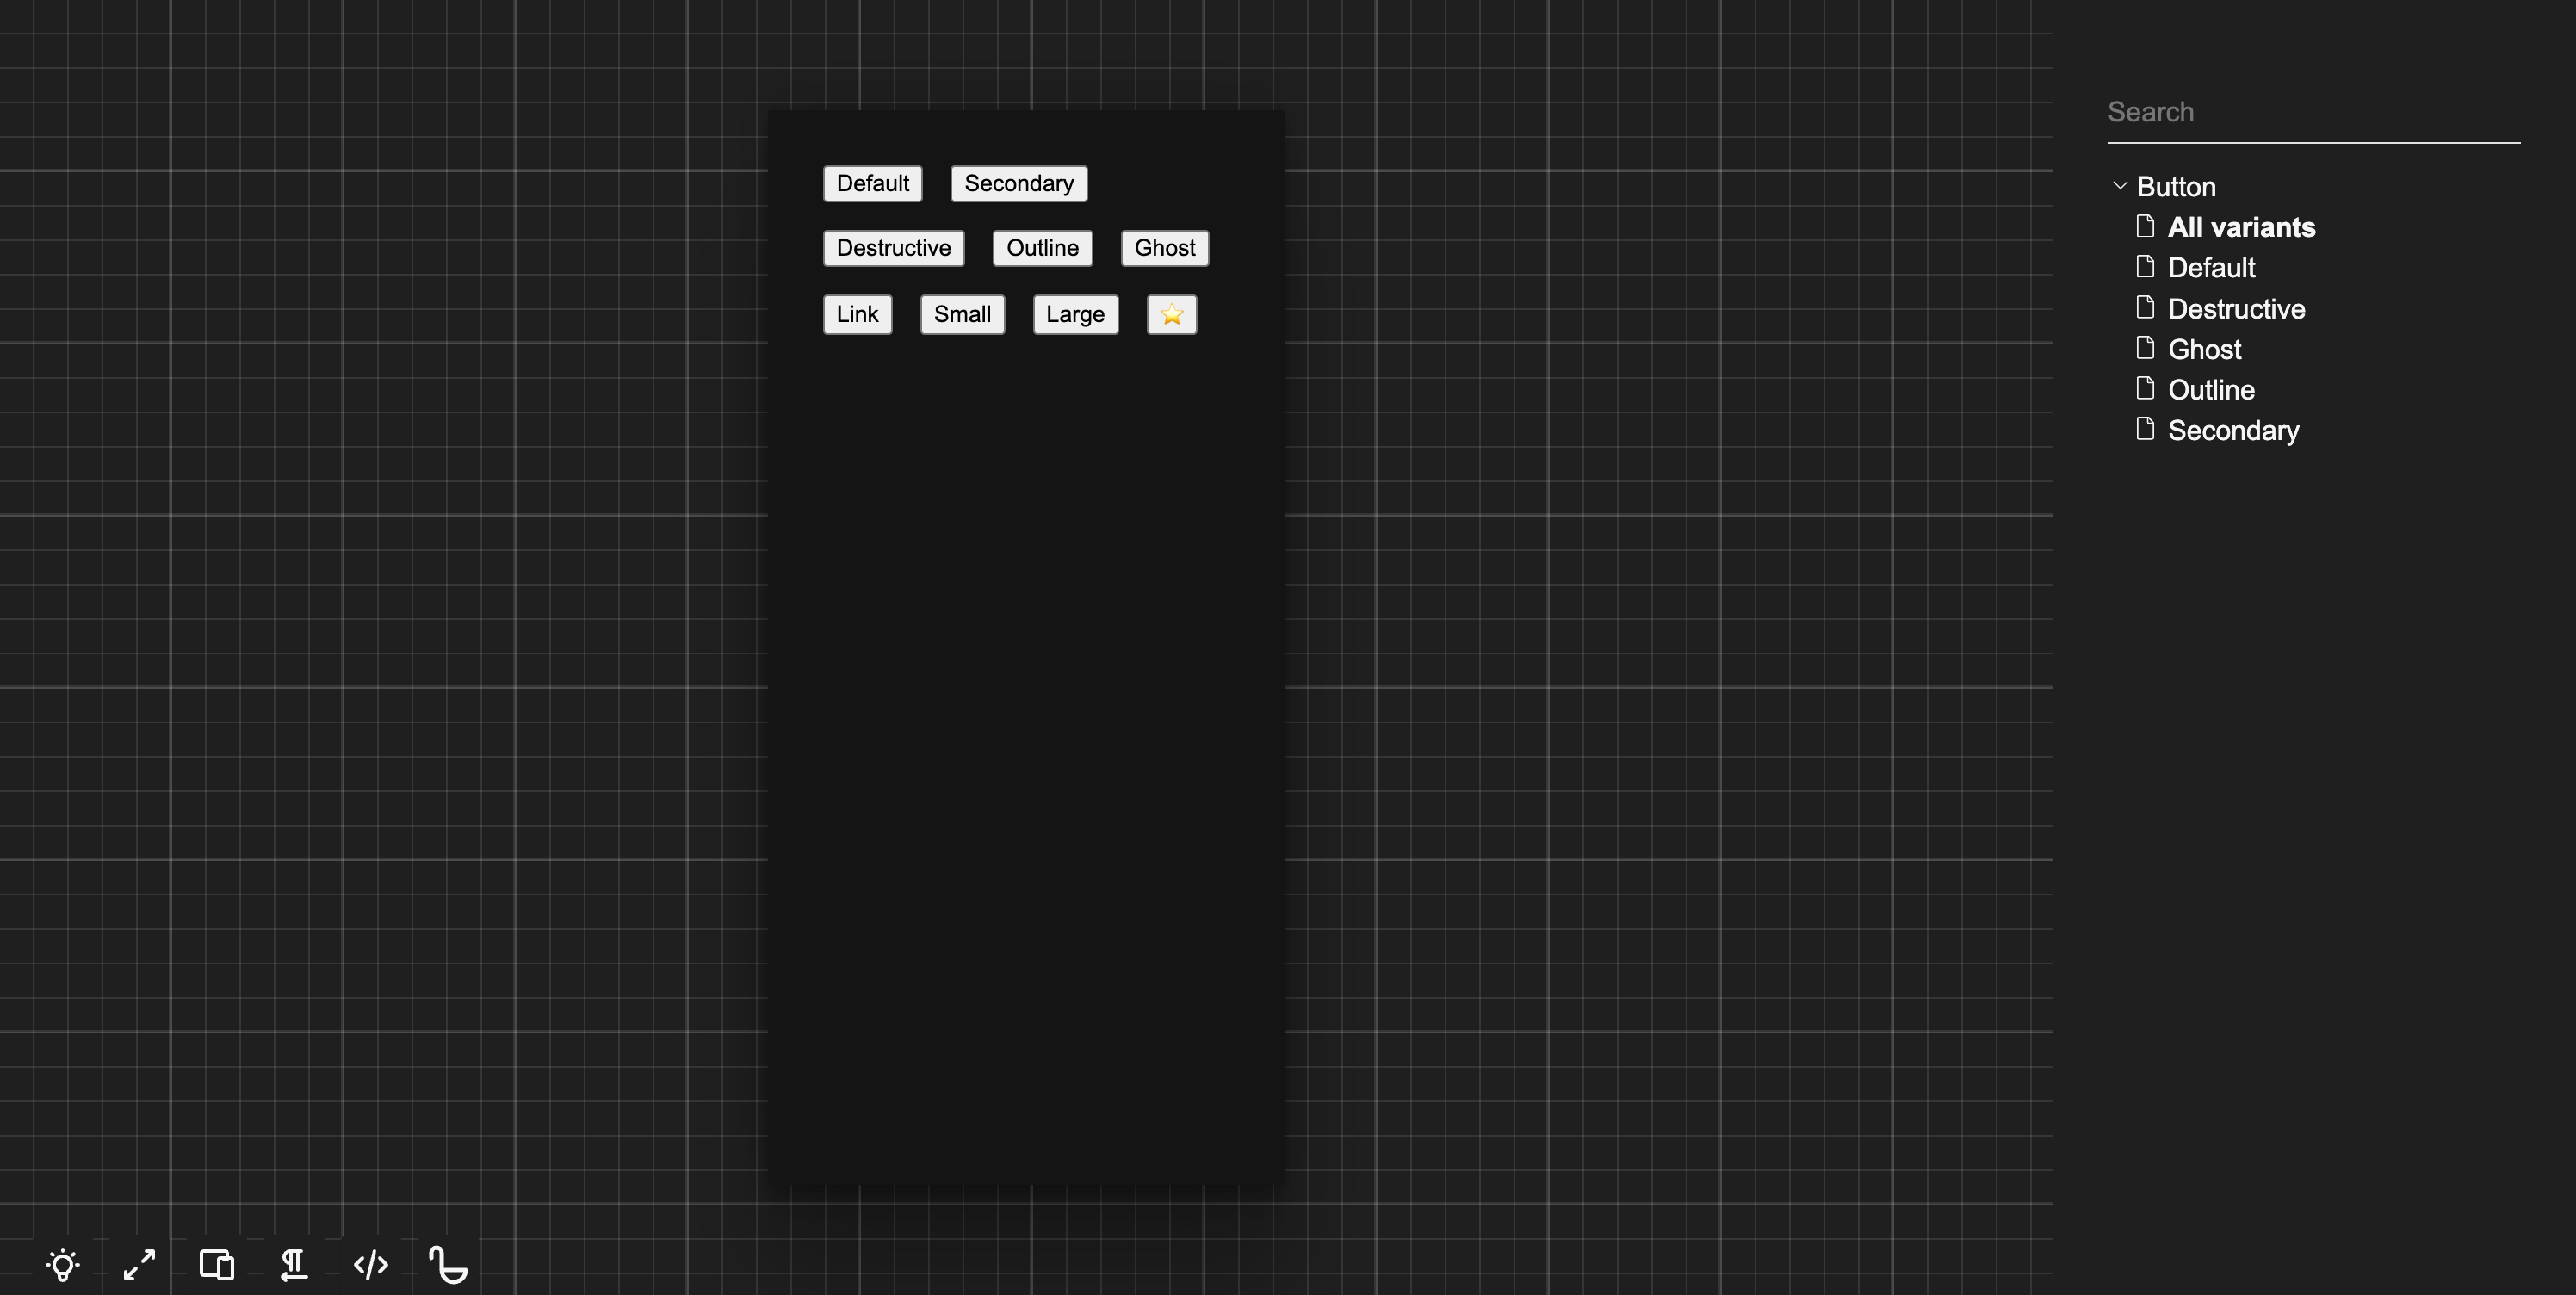 Default Secondary
Destructive Outline Ghost
Link Small Large ⭐
Search
Button
All variants
Default
Destructive
Ghost
Outline
Secondary